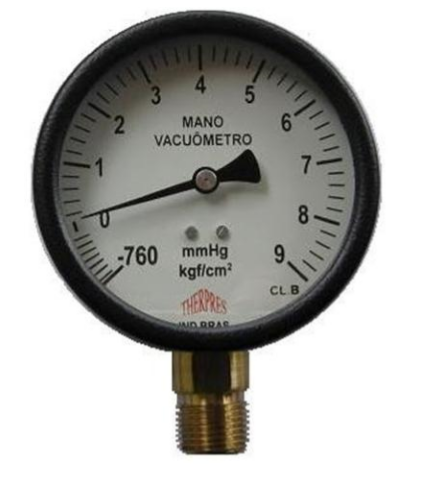 MANO
VACUÔMETRO
-760
0
1
2
3
4
5
6
7
8
9
mmHg
kgf/cm²
CL.B
THERPRES
IND.BRAS